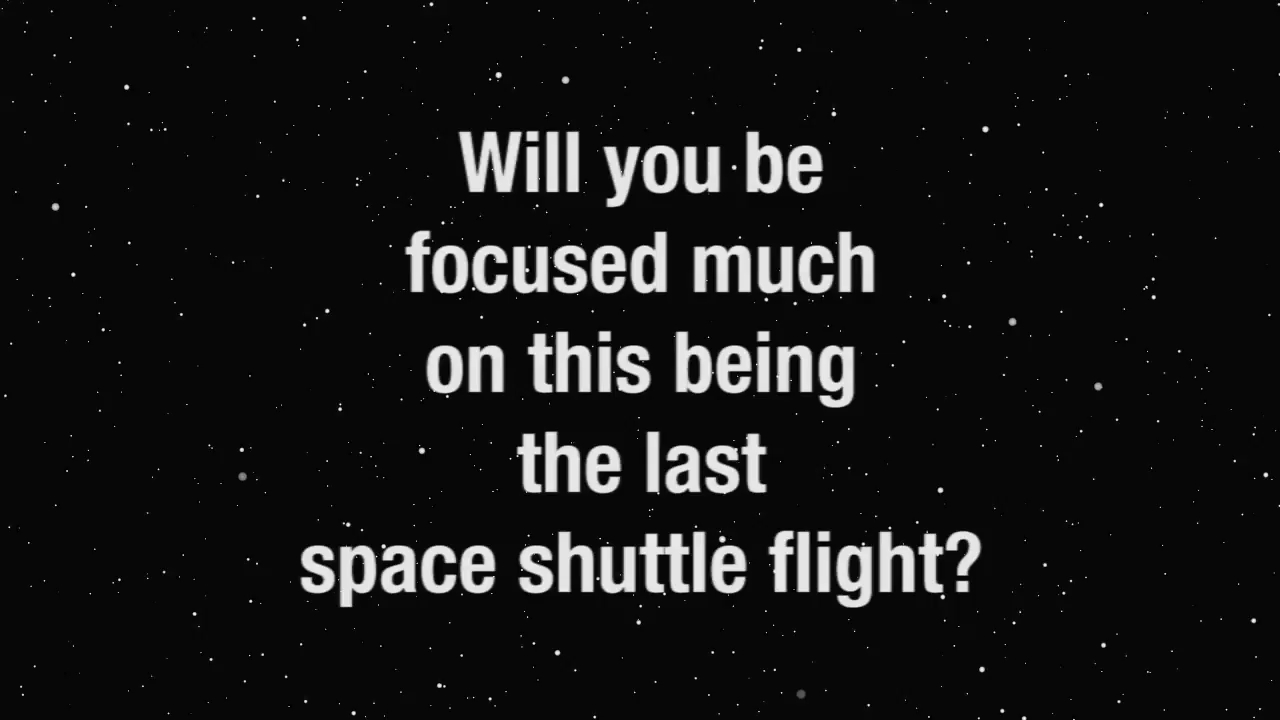 Will you be
focused much
on this being
the last
space shuttle flight?